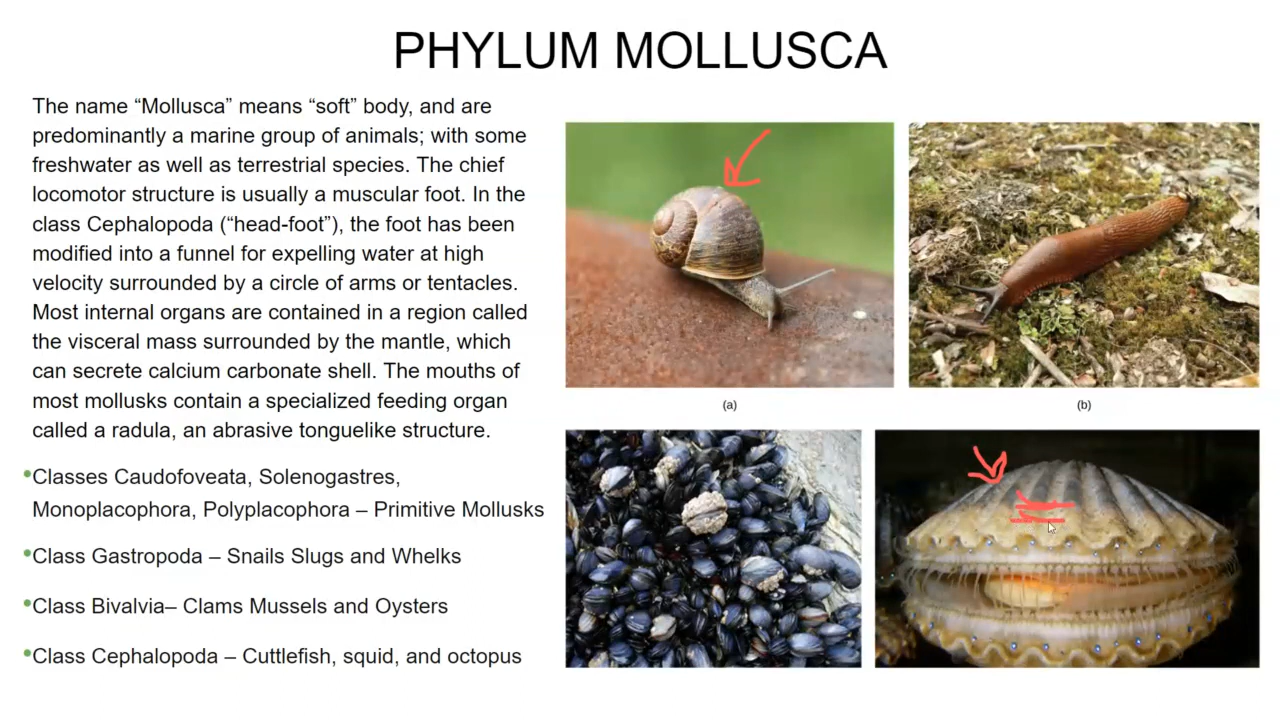 PHYLUM MOLLUSCA
The name “Mollusca” means “soft” body, and are
predominantly a marine group of animals; with some
freshwater as well as terrestrial species. The chief
locomotor structure is usually a muscular foot. In the
class Cephalopoda (“head-foot”), the foot has been
modified into a funnel for expelling water at high
velocity surrounded by a circle of arms or tentacles.
Most internal organs are contained in a region called
the visceral mass surrounded by the mantle, which
can secrete calcium carbonate shell. The mouths of
most mollusks contain a specialized feeding organ
called a radula, an abrasive tonguelike structure.
•Classes Caudofoveata, Solenogastres,
Monoplacophora, Polyplacophora – Primitive Mollusks
•Class Gastropoda – Snails Slugs and Whelks
•Class Bivalvia– Clams Mussels and Oysters
•Class Cephalopoda – Cuttlefish, squid, and octopus
(a)
(b)